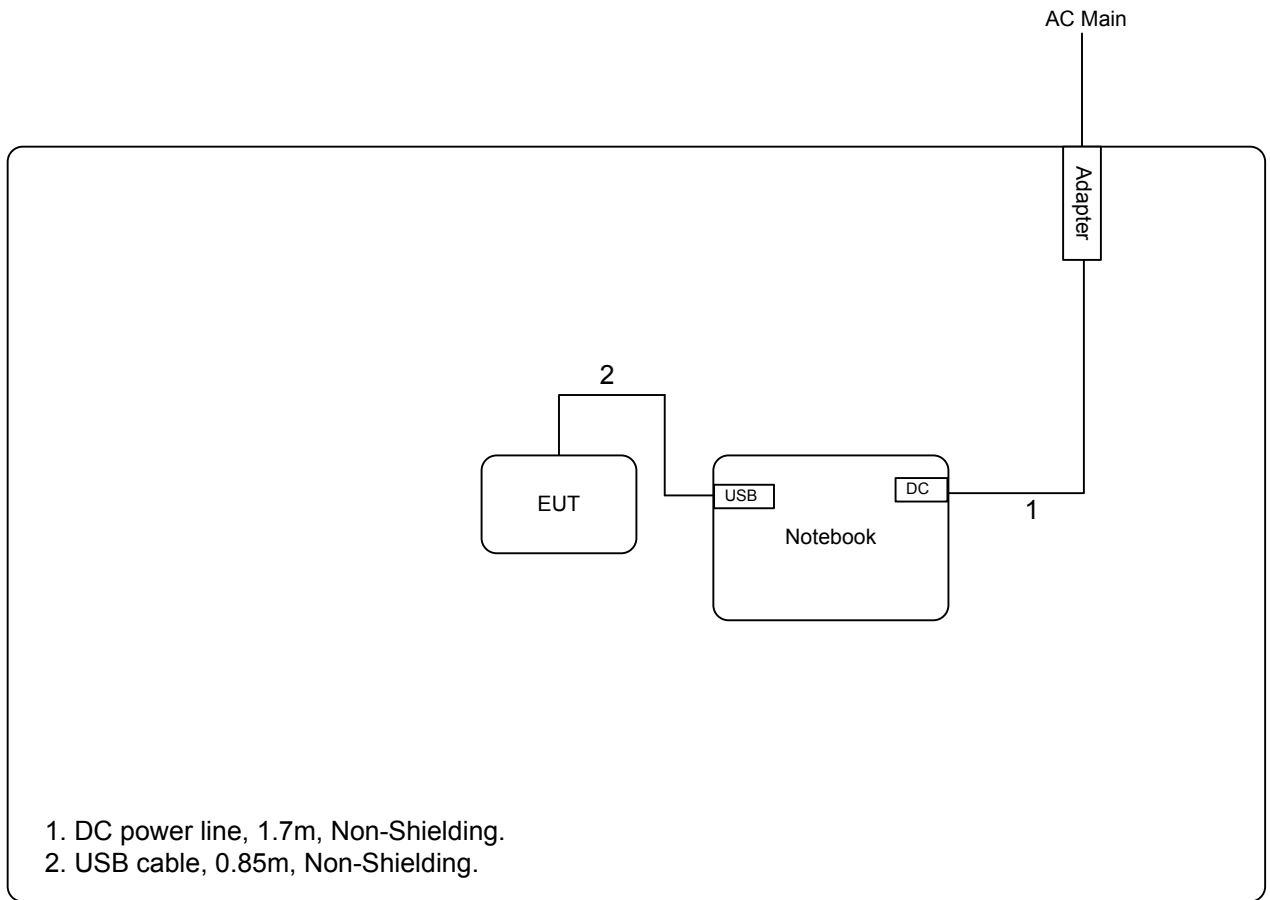 AC Main
Adapter
2
EUT
USB
DC
1
Notebook
1. DC power line, 1.7m, Non-Shielding.
2. USB cable, 0.85m, Non-Shielding.